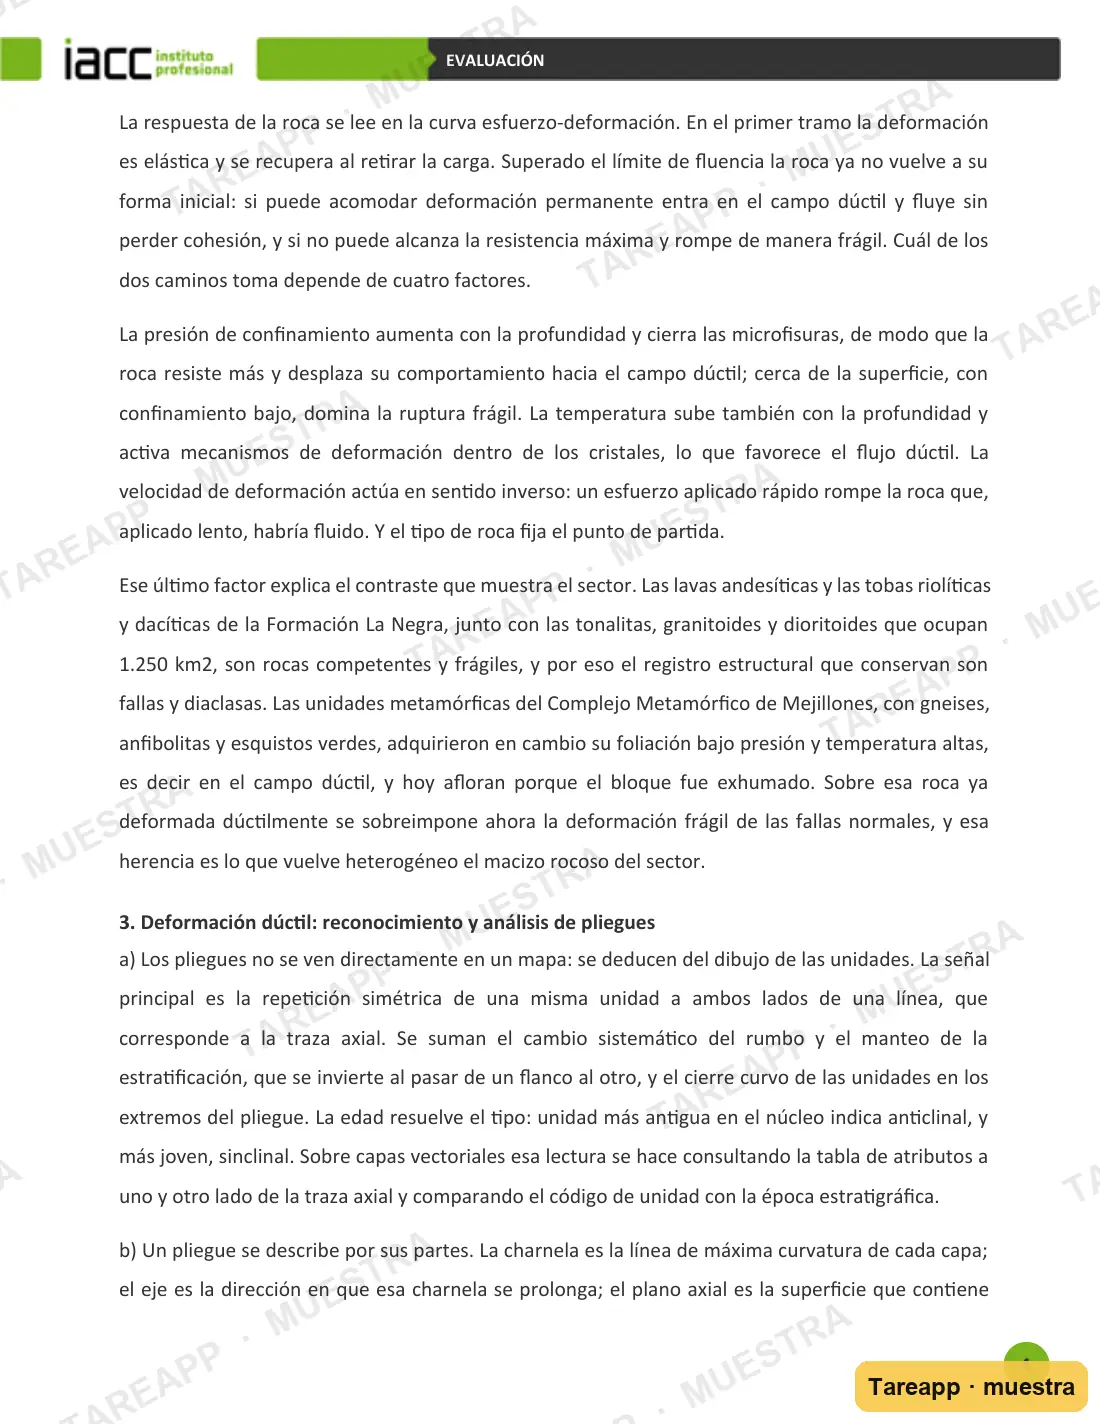 iacc instituto profesional
EVALUACIÓN
La respuesta de la roca se lee en la curva esfuerzo-deformación. En el primer tramo la deformación
es elástica y se recupera al retirar la carga. Superado el límite de fluencia la roca ya no vuelve a su
forma inicial: si puede acomodar deformación permanente entra en el campo dúctil y fluye sin
perder cohesión, y si no puede alcanza la resistencia máxima y rompe de manera frágil. Cuál de los
dos caminos toma depende de cuatro factores.
La presión de confinamiento aumenta con la profundidad y cierra las microfisuras, de modo que la
roca resiste más y desplaza su comportamiento hacia el campo dúctil; cerca de la superficie, con
confinamiento bajo, domina la ruptura frágil. La temperatura sube también con la profundidad y
activa mecanismos de deformación dentro de los cristales, lo que favorece el flujo dúctil. La
velocidad de deformación actúa en sentido inverso: un esfuerzo aplicado rápido rompe la roca que,
aplicado lento, habría fluido. Y el tipo de roca fija el punto de partida.
Ese último factor explica el contraste que muestra el sector. Las lavas andesíticas y las tobas riolíticas
y dacíticas de la Formación La Negra, junto con las tonalitas, granitoides y dioritoides que ocupan
1.250 km2, son rocas competentes y frágiles, y por eso el registro estructural que conservan son
fallas y diaclasas. Las unidades metamórficas del Complejo Metamórfico de Mejillones, con gneises,
anfibolitas y esquistos verdes, adquirieron en cambio su foliación bajo presión y temperatura altas,
es decir en el campo dúctil, y hoy afloran porque el bloque fue exhumado. Sobre esa roca ya
deformada dúctilmente se sobreimpone ahora la deformación frágil de las fallas normales, y esa
herencia es lo que vuelve heterogéneo el macizo rocoso del sector.
3. Deformación dúctil: reconocimiento y análisis de pliegues
a) Los pliegues no se ven directamente en un mapa: se deducen del dibujo de las unidades. La señal
principal es la repetición simétrica de una misma unidad a ambos lados de una línea, que
corresponde a la traza axial. Se suman el cambio sistemático del rumbo y el manteo de la
estratificación, que se invierte al pasar de un flanco al otro, y el cierre curvo de las unidades en los
extremos del pliegue. La edad resuelve el tipo: unidad más antigua en el núcleo indica anticlinal, y
más joven, sinclinal. Sobre capas vectoriales esa lectura se hace consultando la tabla de atributos a
uno y otro lado de la traza axial y comparando el código de unidad con la época estratigráfica.
b) Un pliegue se describe por sus partes. La charnela es la línea de máxima curvatura de cada capa;
el eje es la dirección en que esa charnela se prolonga; el plano axial es la superficie que contiene
Tareapp · muestra
TAREAPP · MUESTRA